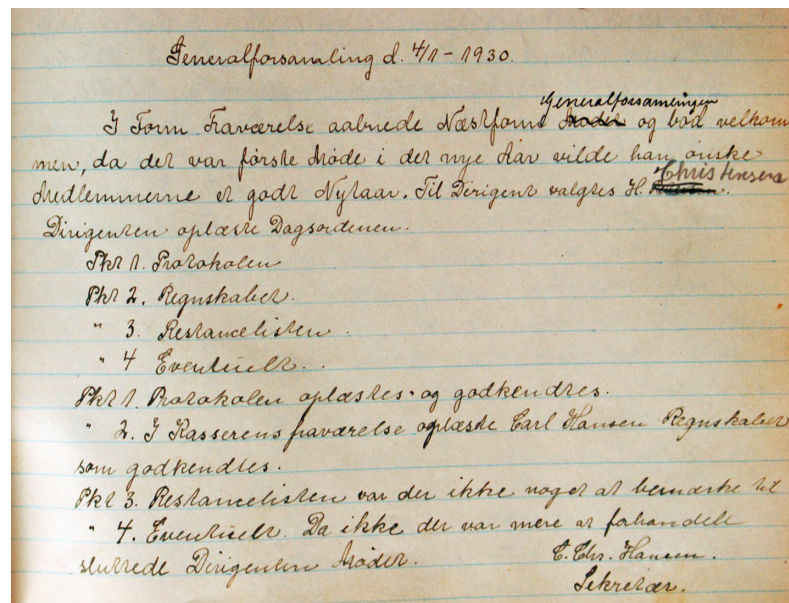 Generalforsamling d. 4/1 - 1930.
Generalforsamlingen
I Form Fraværelse aabnede Næstform Mødet og bød velkom
men, da det var første Møde i det nye Aar vilde han ønske
Medlemmerne et godt Nytaar. Til Dirigent valgtes H. Christensen
Dirigenten oplæste Dagsordenen.
Pkt 1. Protokolen
Pkt 2. Regnskabet.
" 3. Restancelisten.
" 4 Eventuelt.
Pkt 1. Protokolen oplæstes og godkendtes.
" 2. I Kasserens fraværelse oplæste Carl Hansen Regnskabet
som godkendtes.
Pkt 3. Restancelisten var der ikke noget at bemærke til
" 4. Eventuelt. Da ikke der var mere at forhandelt
sluttede Dirigenten Mødet. C. Chr. Hansen.
Sekretær.